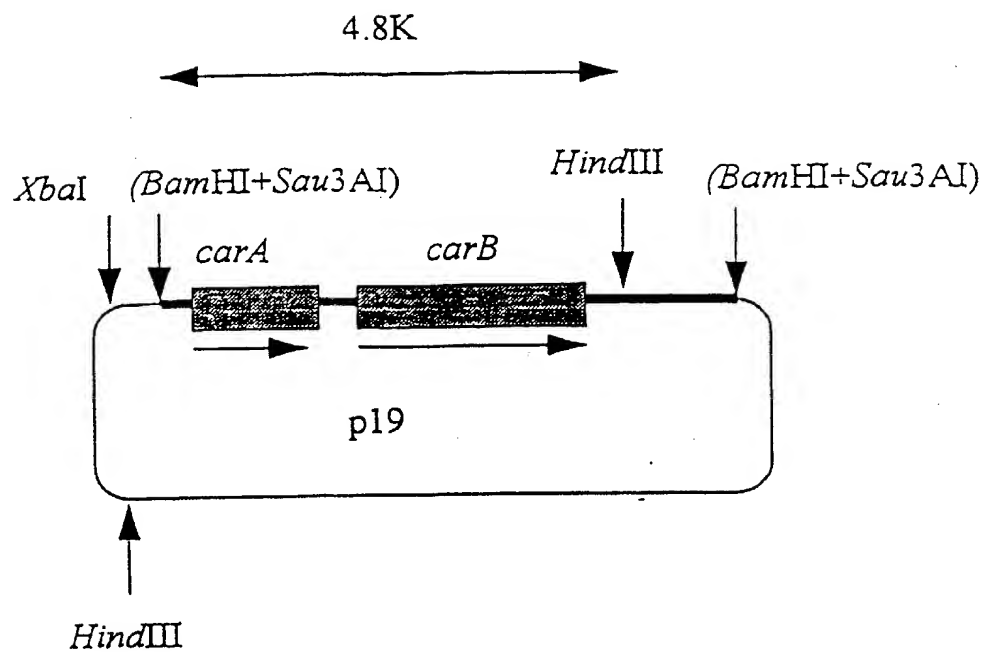 4.8K
XbaI
(BamHI+Sau3AI)
HindIII
(BamHI+Sau3AI)
carA
carB
p19
HindIII